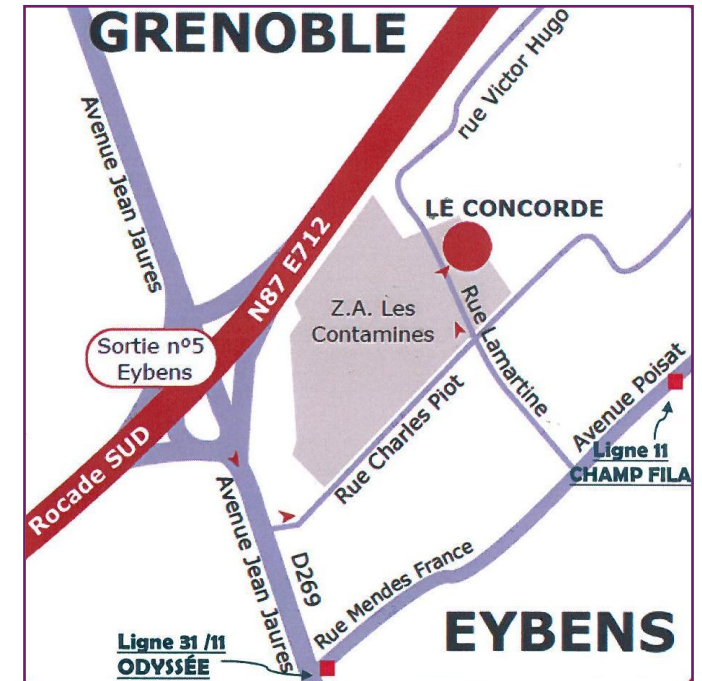 GRENOBLE
Avenue Jean Jaures
rue Victor Hugo
N87 E712
LE CONCORDE
Z.A. Les
Contamines
Sortie nº5
Eybens
Rue Lamartine
Rocade SUD
Rue Charles Piot
Avenue Poisat
Ligne 11
CHAMP FILA
Avenue Jean Jaures
D269
Rue Mendes France
EYBENS
Ligne 31 /11
ODYSSÉE